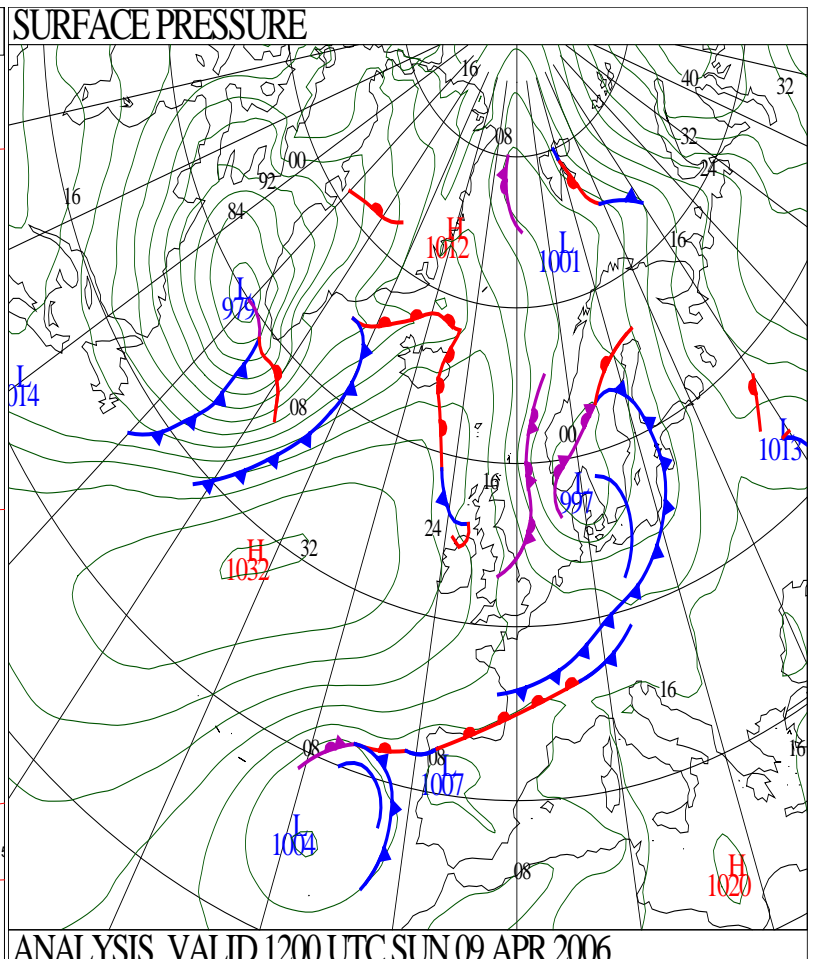 SURFACE PRESSURE
16
40
32
08
32
00
24
92
16
84
H
1012
L
1001
16
L
979
L
014
08
00
L
1013
16
L
997
24
H
1032
32
16
08
08
16
L
1007
L
1004
08
H
1020
ANALYSIS VALID 1200 UTC SUN 09 APR 2006